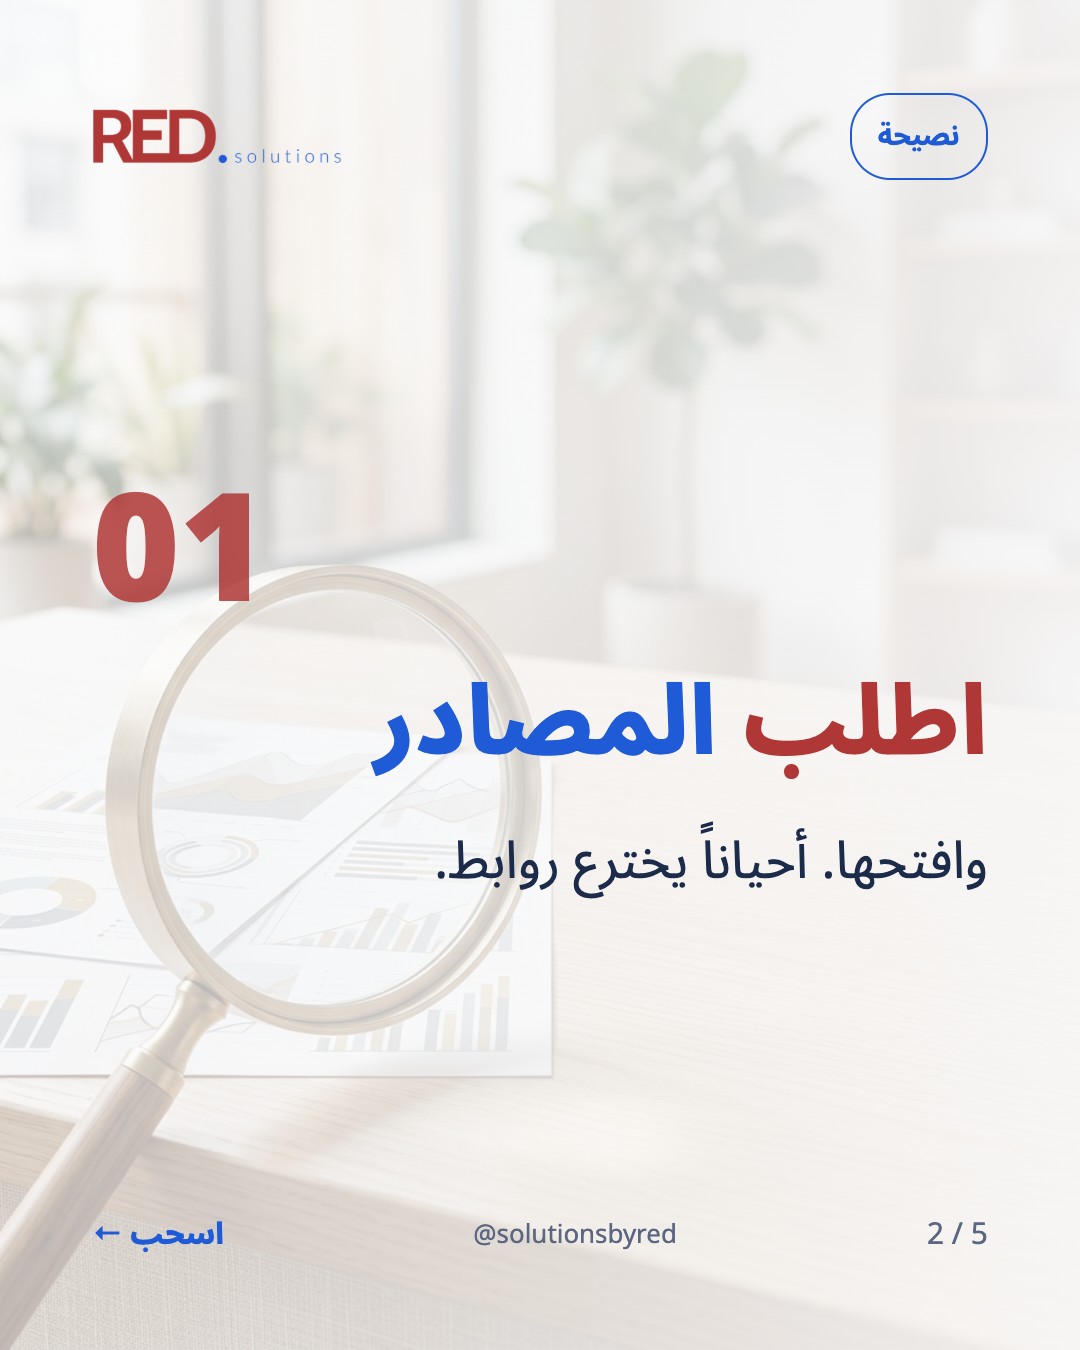 RED.solutions
نصيحة
01
اطلب المصادر
وافتحها. أحياناً يخترع روابط.
2 / 5
@solutionsbyred
اسحب ←